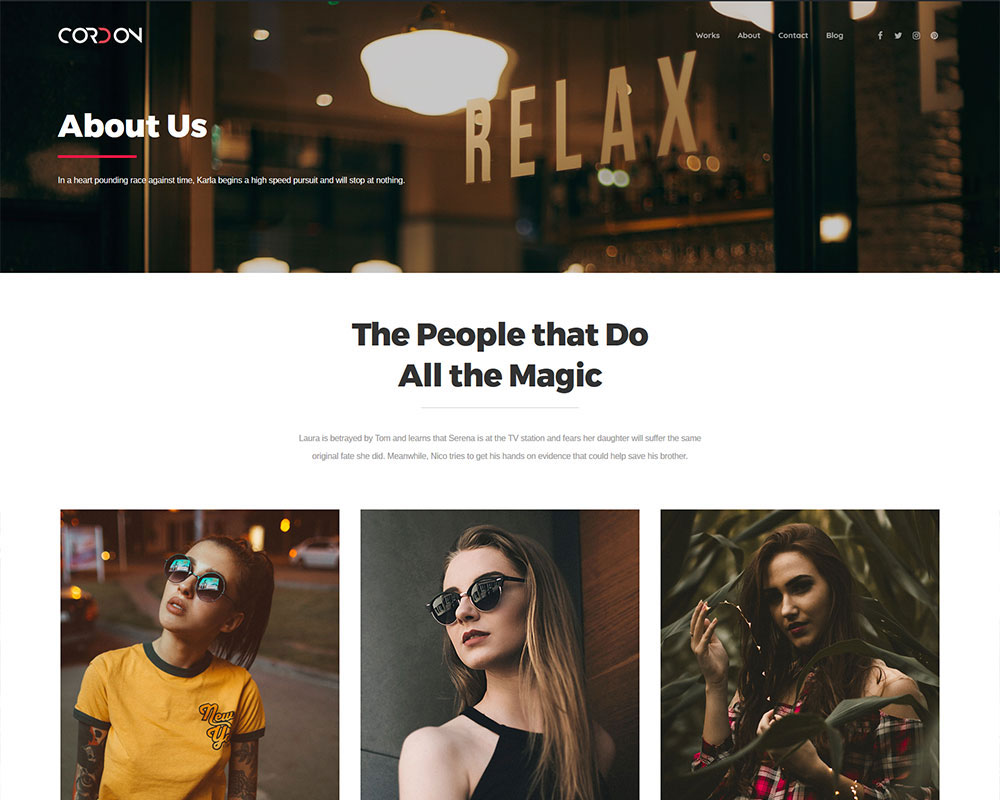 CORDON
Works About Contact Blog
RELAX
E
About Us
In a heart pounding race against time, Karla begins a high speed pursuit and will stop at nothing.
The People that Do
All the Magic
Laura is betrayed by Tom and learns that Serena is at the TV station and fears her daughter will suffer the same
original fate she did. Meanwhile, Nico tries to get his hands on evidence that could help save his brother.
New